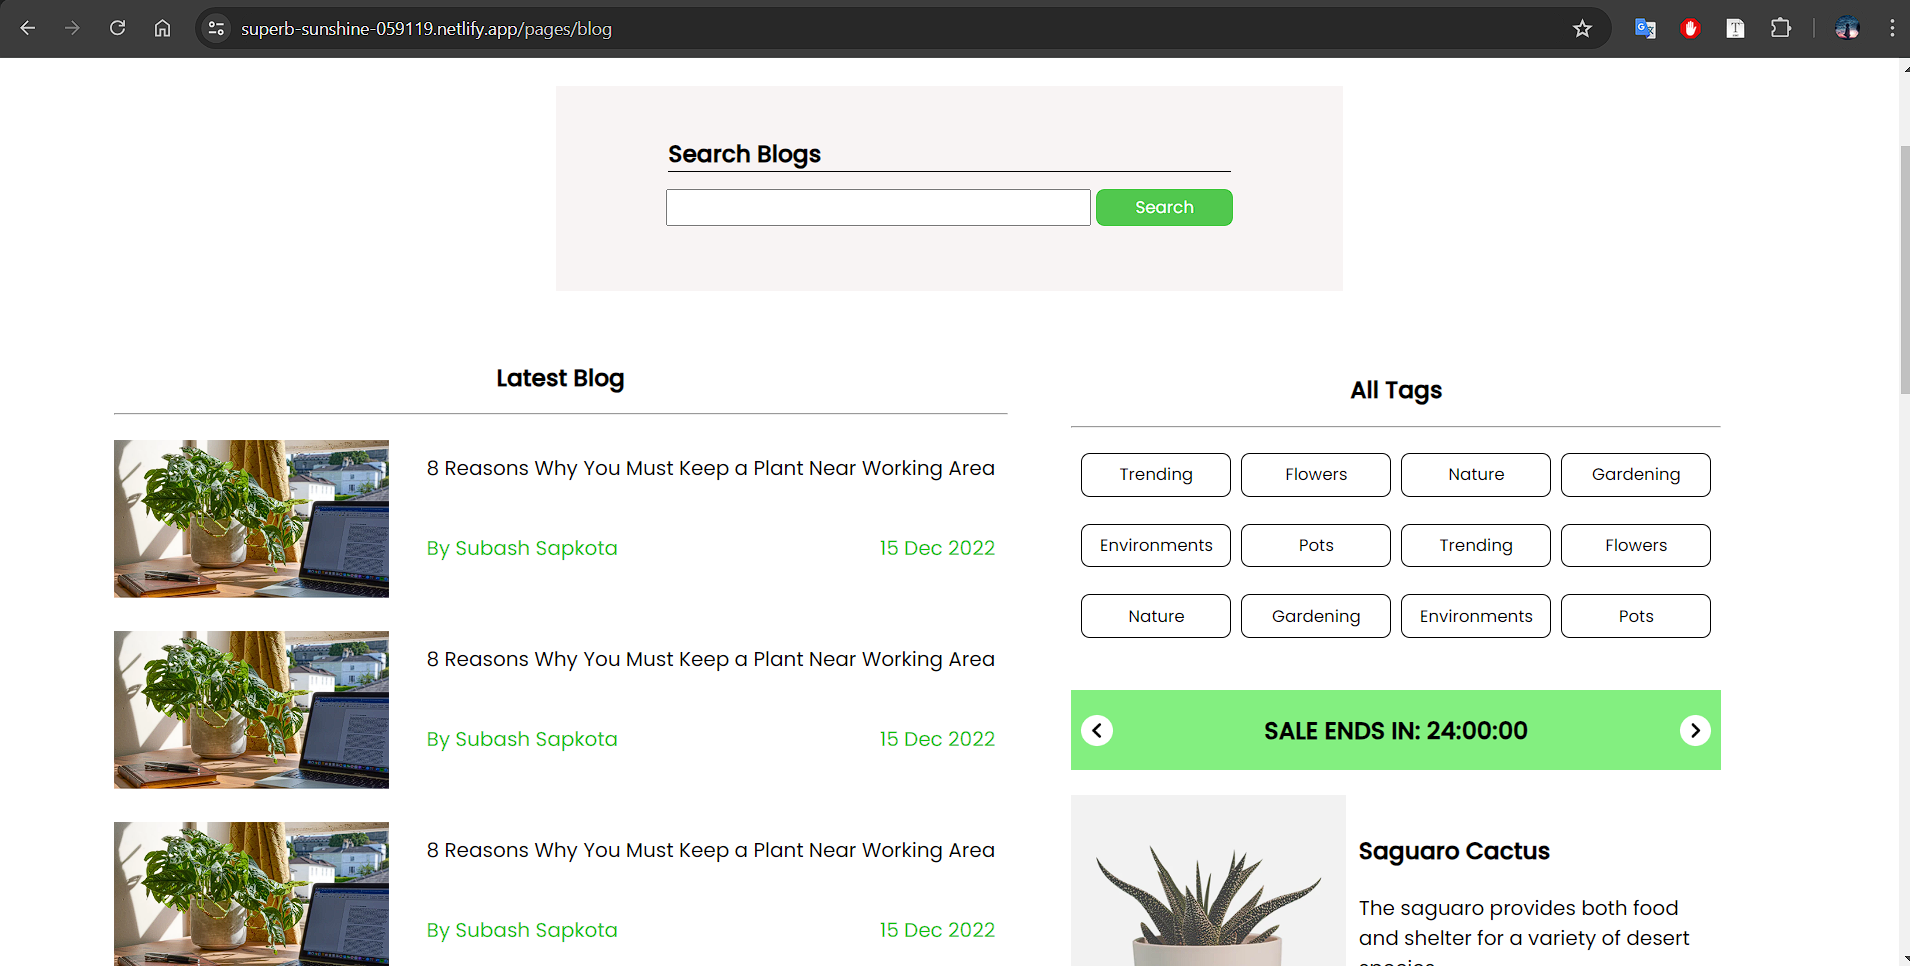 superb-sunshine-059119.netlify.app/pages/blog
Search Blogs
Search
Latest Blog
8 Reasons Why You Must Keep a Plant Near Working Area
By Subash Sapkota
15 Dec 2022
8 Reasons Why You Must Keep a Plant Near Working Area
By Subash Sapkota
15 Dec 2022
8 Reasons Why You Must Keep a Plant Near Working Area
By Subash Sapkota
15 Dec 2022
All Tags
Trending
Flowers
Nature
Gardening
Environments
Pots
Trending
Flowers
Nature
Gardening
Environments
Pots
SALE ENDS IN: 24:00:00
Saguaro Cactus
The saguaro provides both food
and shelter for a variety of desert